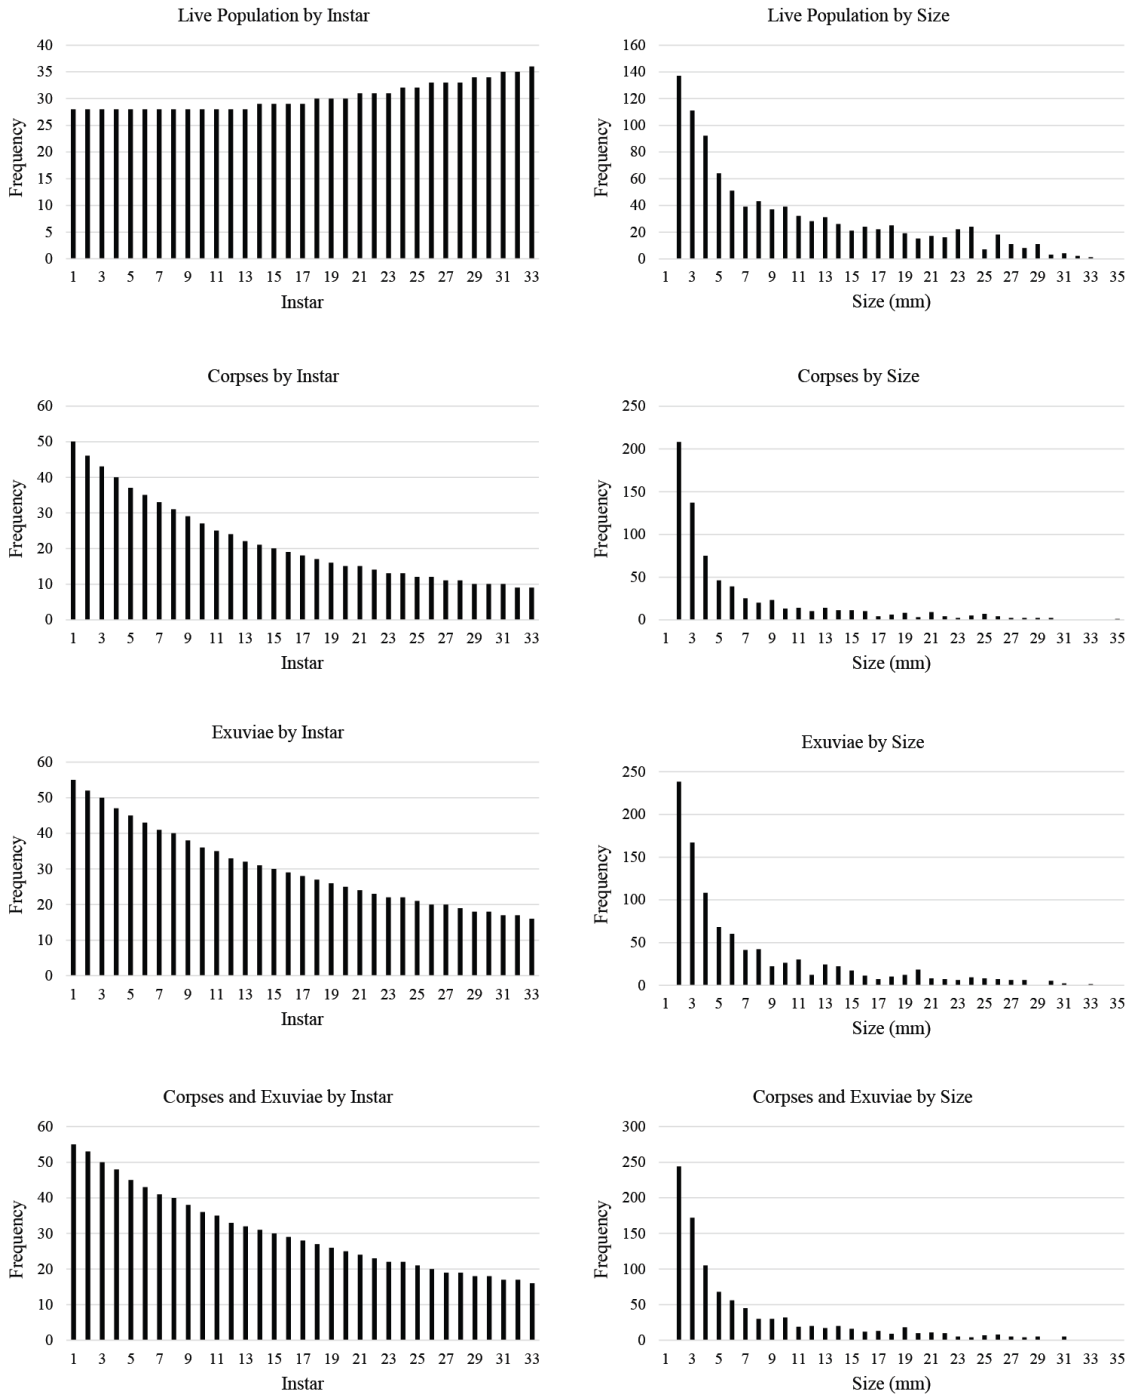 Live Population by Instar
40
35
30
25
20
15
10
5
0
Frequency
1 3 5 7 9 11 13 15 17 19 21 23 25 27 29 31 33
Instar
Live Population by Size
160
140
120
100
80
60
40
20
0
Frequency
1 3 5 7 9 11 13 15 17 19 21 23 25 27 29 31 33 35
Size (mm)
Corpses by Instar
60
50
40
30
20
10
0
Frequency
1 3 5 7 9 11 13 15 17 19 21 23 25 27 29 31 33
Instar
Corpses by Size
250
200
150
100
50
0
Frequency
1 3 5 7 9 11 13 15 17 19 21 23 25 27 29 31 33 35
Size (mm)
Exuviae by Instar
60
50
40
30
20
10
0
Frequency
1 3 5 7 9 11 13 15 17 19 21 23 25 27 29 31 33
Instar
Exuviae by Size
250
200
150
100
50
0
Frequency
1 3 5 7 9 11 13 15 17 19 21 23 25 27 29 31 33 35
Size (mm)
Corpses and Exuviae by Instar
60
50
40
30
20
10
0
Frequency
1 3 5 7 9 11 13 15 17 19 21 23 25 27 29 31 33
Instar
Corpses and Exuviae by Size
300
250
200
150
100
50
0
Frequency
1 3 5 7 9 11 13 15 17 19 21 23 25 27 29 31 33 35
Size (mm)